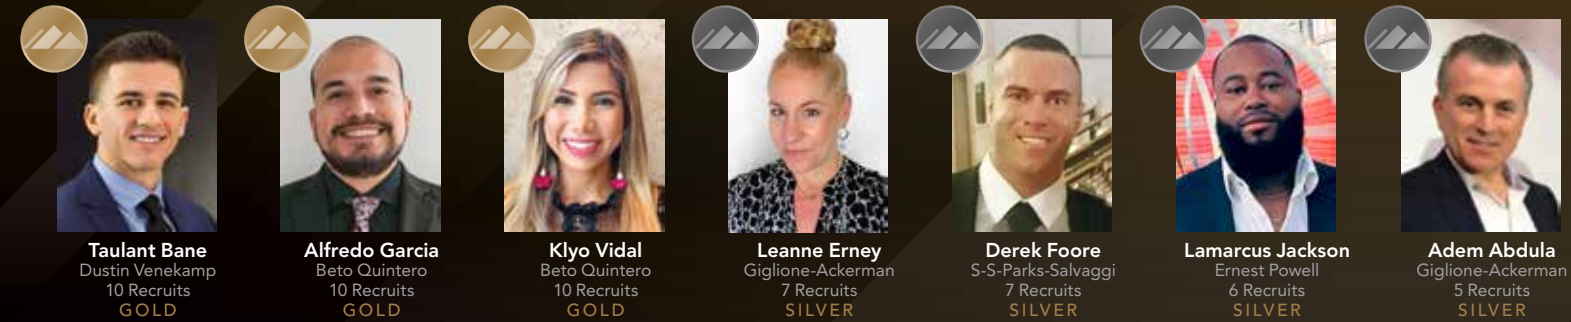 Taulant Bane
Dustin Venekamp
10 Recruits
GOLD
Alfredo Garcia
Beto Quintero
10 Recruits
GOLD
Klyo Vidal
Beto Quintero
10 Recruits
GOLD
Leanne Erney
Giglione-Ackerman
7 Recruits
SILVER
Derek Foore
S-S-Parks-Salvaggi
7 Recruits
SILVER
Lamarcus Jackson
Ernest Powell
6 Recruits
SILVER
Adem Abdula
Giglione-Ackerman
5 Recruits
SILVER